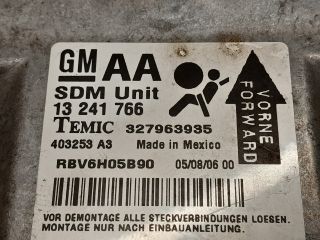 GM AA
SDM Unit
13 241 766
TEMIC 327963935
403253 A3 Made in Mexico
RBV6H05B90 05/08/06 00
VORNE
FORWARD
VOR DEMONTAGE ALLE STECKVERBINDUNGEN LOESEN.
MONTAGE NUR NACH EINBAUANLEITUNG.